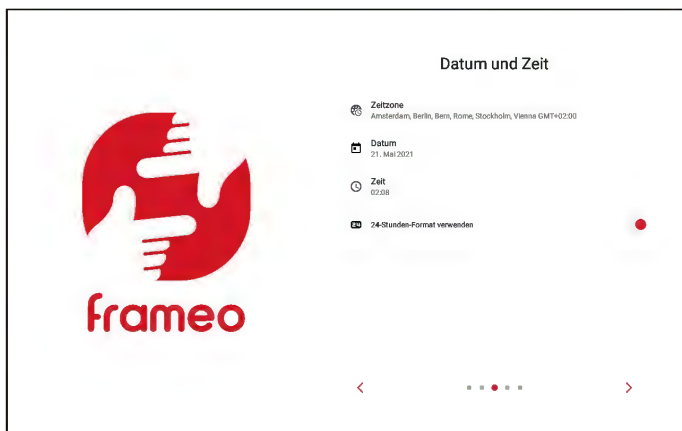 Datum und Zeit
Zeitzone
Amsterdam, Berlin, Bern, Rome, Stockholm, Vienna GMT+02:00
Datum
21. Mai 2021
Zeit
02:08
24 24-Stunden-Format verwenden
frameo